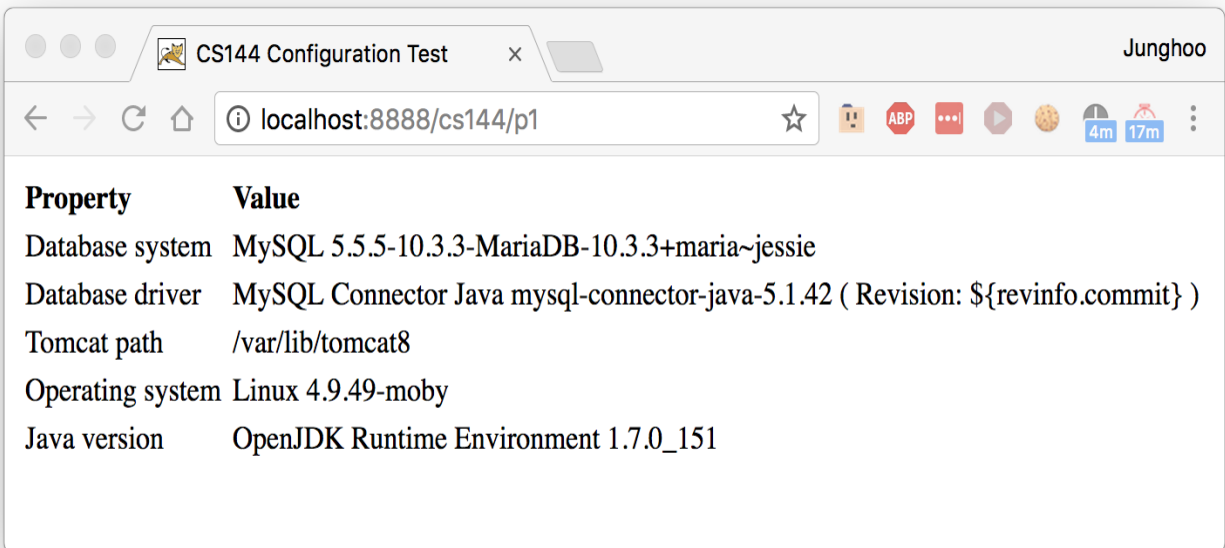 CS144 Configuration Test
Junghoo
localhost:8888/cs144/p1
ABP
4m
17m
Property Value
Database system MySQL 5.5.5-10.3.3-MariaDB-10.3.3+maria~jessie
Database driver MySQL Connector Java mysql-connector-java-5.1.42 ( Revision: ${revinfo.commit} )
Tomcat path /var/lib/tomcat8
Operating system Linux 4.9.49-moby
Java version OpenJDK Runtime Environment 1.7.0_151